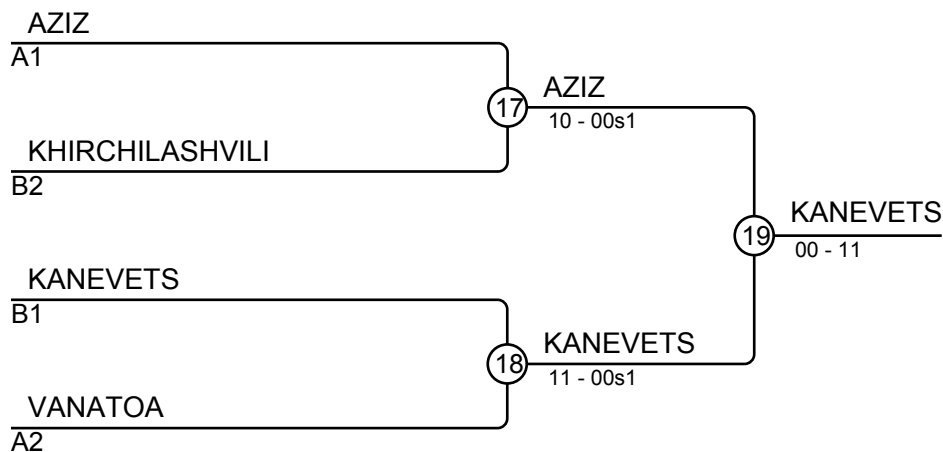 AZIZ
A1
17
AZIZ
10 - 00s1
KHIRCHILASHVILI
B2
19
KANEVETS
00 - 11
KANEVETS
B1
18
KANEVETS
11 - 00s1
VANATOA
A2